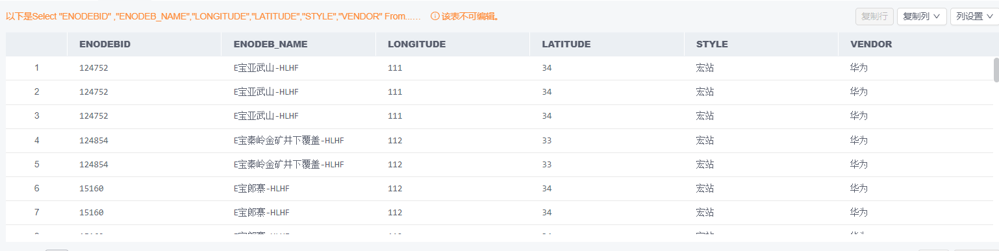 以下是Select "ENODEBID" ,"ENODEB_NAME","LONGITUDE","LATITUDE","STYLE","VENDOR" From...... 该表不可编辑。 复制行 复制列 列设置
ENODEBID ENODEB_NAME LONGITUDE LATITUDE STYLE VENDOR
1 124752 E宝亚武山-HLHF 111 34 宏站 华为
2 124752 E宝亚武山-HLHF 111 34 宏站 华为
3 124752 E宝亚武山-HLHF 111 34 宏站 华为
4 124854 E宝秦岭金矿井下覆盖-HLHF 112 33 宏站 华为
5 124854 E宝秦岭金矿井下覆盖-HLHF 112 33 宏站 华为
6 15160 E宝郎寨-HLHF 112 34 宏站 华为
7 15160 E宝郎寨-HLHF 112 34 宏站 华为